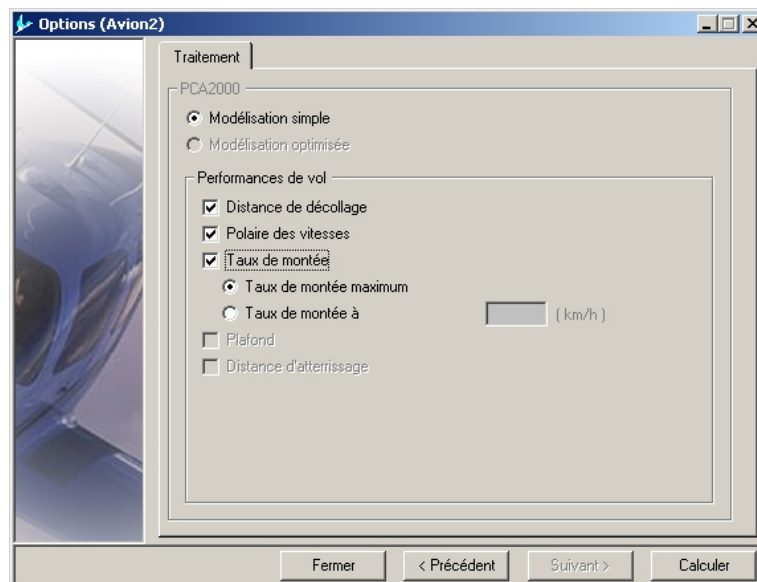 Options (Avion2)
Traitement
PCA2000
Modélisation simple
Modélisation optimisée
Performances de vol
Distance de décollage
Polaire des vitesses
Taux de montée
Taux de montée maximum
Taux de montée à (km/h)
Plafond
Distance d'atterrissage
Fermer < Précédent Suivant > Calculer